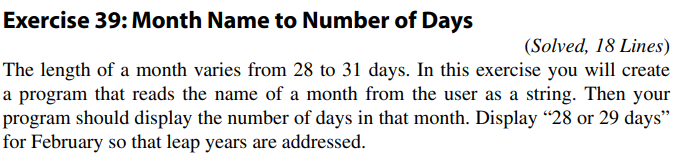 Exercise 39: Month Name to Number of Days
(Solved, 18 Lines)
The length of a month varies from 28 to 31 days. In this exercise you will create
a program that reads the name of a month from the user as a string. Then your
program should display the number of days in that month. Display “28 or 29 days”
for February so that leap years are addressed.